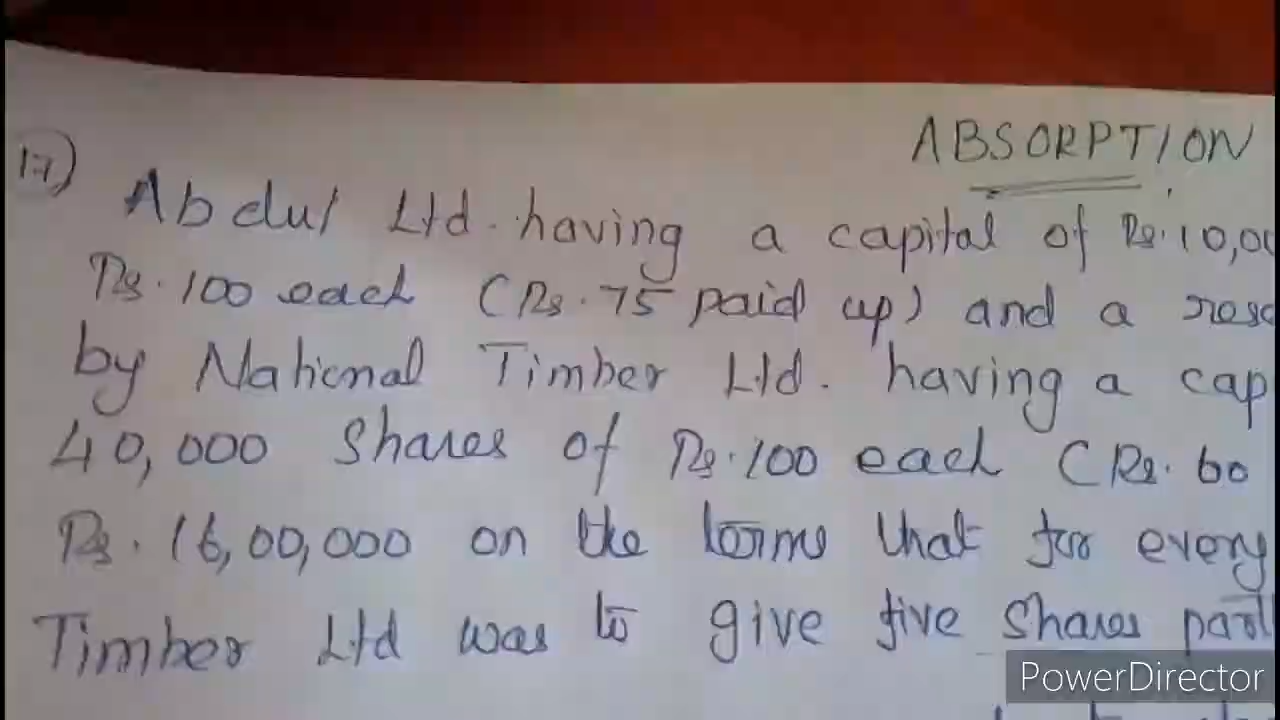 ABSORPTION
17) Abdul Ltd. having a capital of Rs. 10,00
Rs. 100 each (Rs. 75 paid up) and a rese
by National Timber Ltd. having a cap
40,000 Shares of Rs. 100 each (Rs. 60
Rs. 16,00,000 on the terms that for every
Timber Ltd was to give five Shares partl
PowerDirector